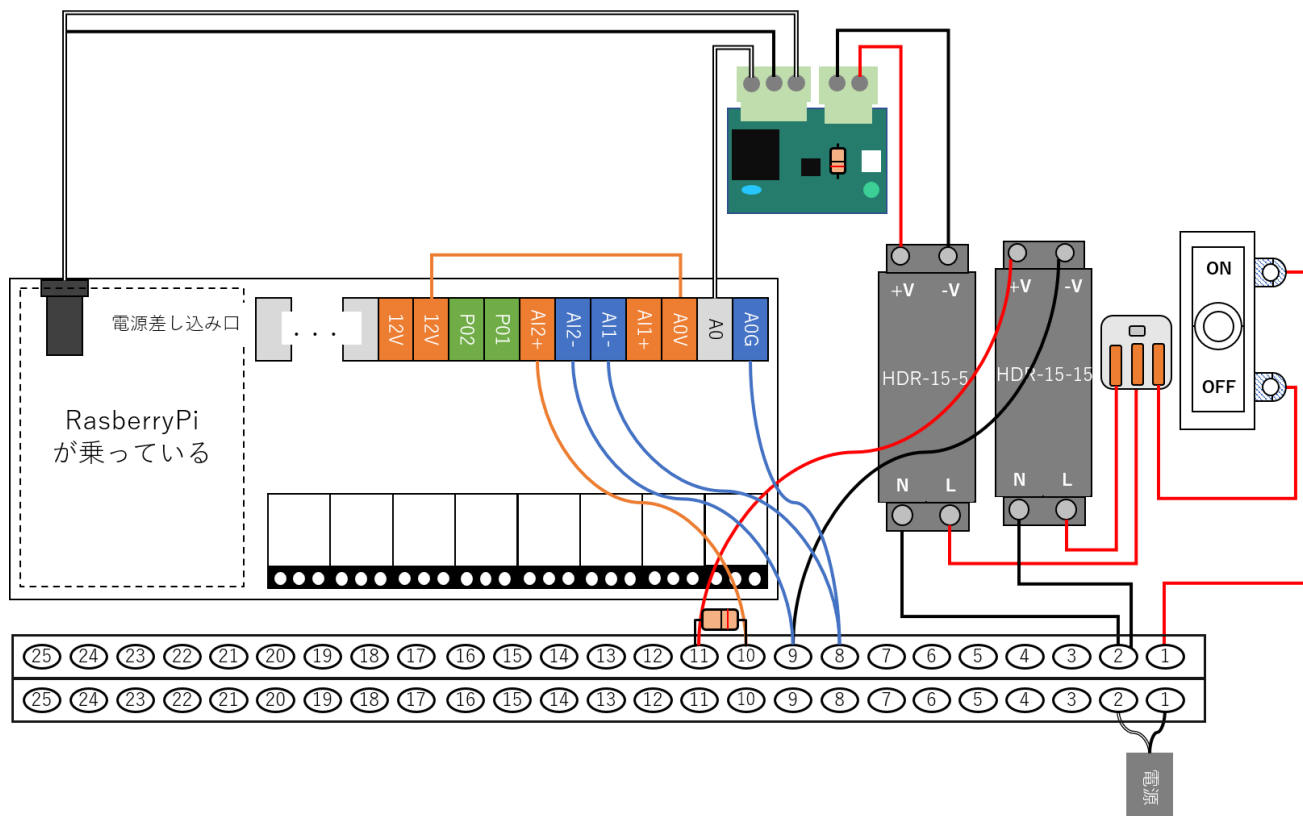 電源差し込み口
・・・
12V
12V
P02
P01
AI2+
AI2-
AI1-
AI1+
A0V
A0
A0G
RasberryPi
が乗っている
+V -V
HDR-15-5
N L
+V -V
HDR-15-15
N L
ON
OFF
25 24 23 22 21 20 19 18 17 16 15 14 13 12 11 10 9 8 7 6 5 4 3 2 1
25 24 23 22 21 20 19 18 17 16 15 14 13 12 11 10 9 8 7 6 5 4 3 2 1
電源